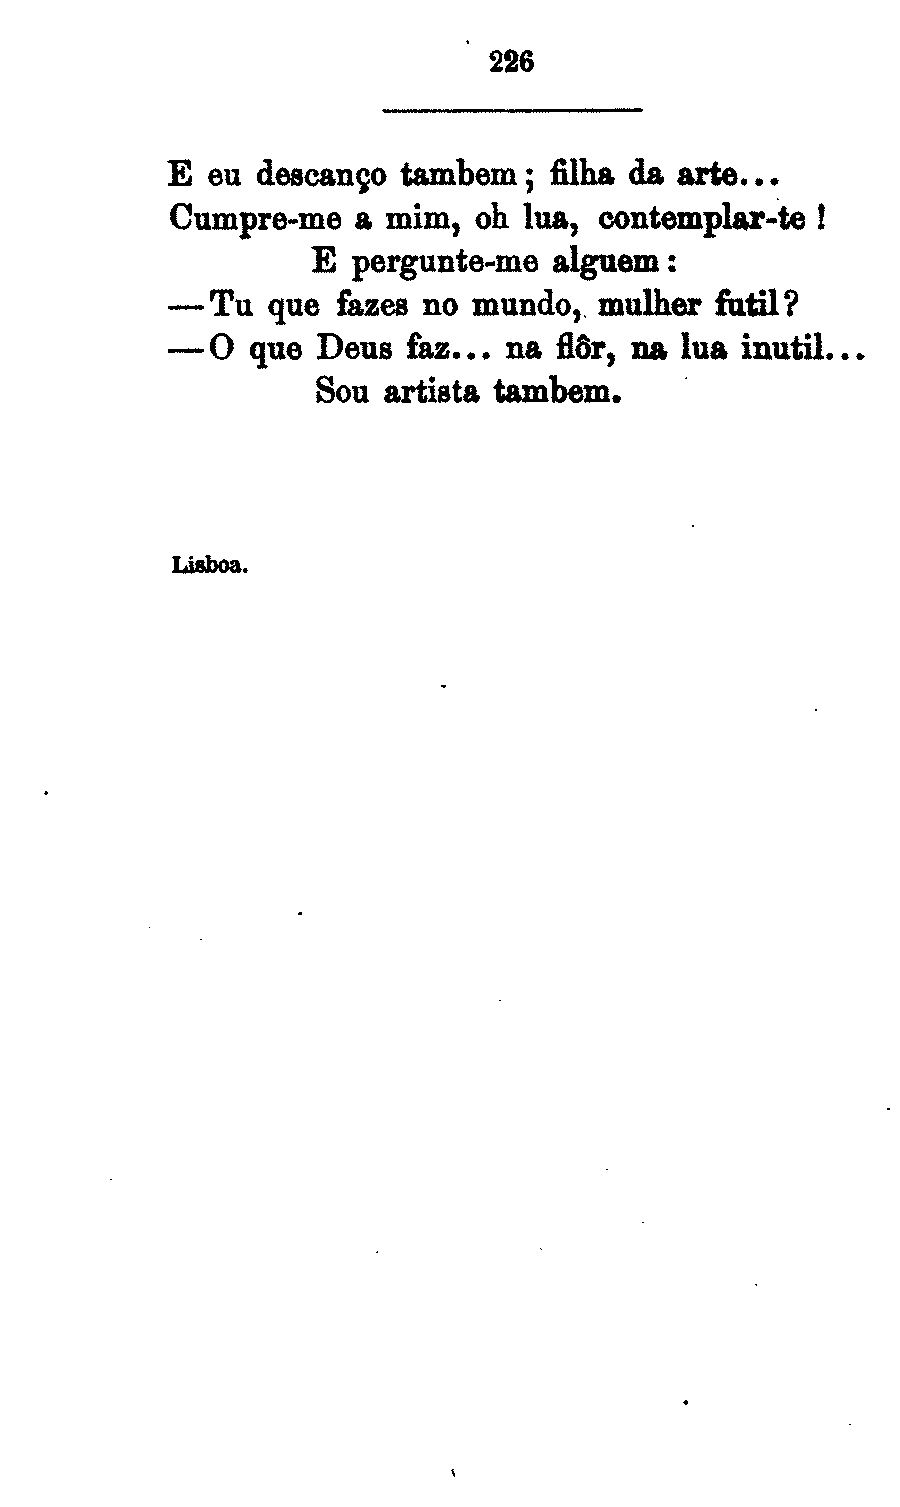 226
E eu descanço tambem; filha da arte...
Cumpre-me a mim, oh lua, contemplar-te!
E pergunte-me alguem:
—Tu que fazes no mundo, mulher futil?
—O que Deus faz... na flôr, na lua inutil...
Sou artista tambem.
Lisboa.